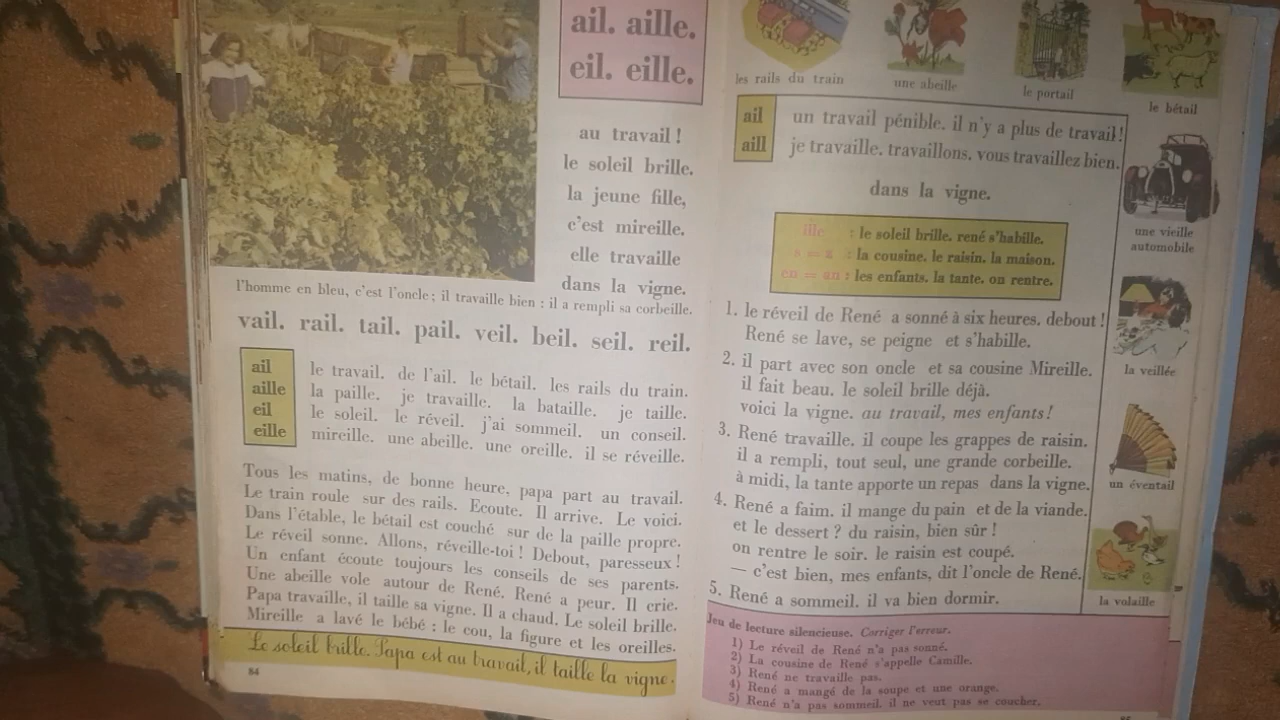 ail. aille.
eil. eille.
au travail !
le soleil brille.
la jeune fille,
c'est mireille.
elle travaille
dans la vigne.
l'homme en bleu, c'est l'oncle ; il travaille bien : il a rempli sa corbeille.
vail. rail. tail. pail. veil. beil. seil. reil.
ail
aille
eil
eille
le travail. de l'ail. le bétail. les rails du train.
la paille. je travaille. la bataille. je taille.
le soleil. le réveil. j'ai sommeil. un conseil.
mireille. une abeille. une oreille. il se réveille.
Tous les matins, de bonne heure, papa part au travail.
Le train roule sur des rails. Ecoute. Il arrive. Le voici.
Dans l'étable, le bétail est couché sur de la paille propre.
Le réveil sonne. Allons, réveille-toi ! Debout, paresseux !
Un enfant écoute toujours les conseils de ses parents.
Une abeille vole autour de René. René a peur. Il crie.
Papa travaille, il taille sa vigne. Il a chaud. Le soleil brille.
Mireille a lavé le bébé : le cou, la figure et les oreilles.
Le soleil brille. Papa est au travail, il taille la vigne.
84
les rails du train
une abeille
le portail
le bétail
ail
aill
un travail pénible. il n'y a plus de travail !
je travaille. travaillons. vous travaillez bien.
dans la vigne.
ille : le soleil brille. rené s'habille.
s = z : la cousine. le raisin. la maison.
en = an : les enfants. la tante. on rentre.
1. le réveil de René a sonné à six heures. debout !
René se lave, se peigne et s'habille.
2. il part avec son oncle et sa cousine Mireille.
il fait beau. le soleil brille déjà.
voici la vigne. au travail, mes enfants !
3. René travaille. il coupe les grappes de raisin.
il a rempli, tout seul, une grande corbeille.
à midi, la tante apporte un repas dans la vigne.
4. René a faim. il mange du pain et de la viande.
et le dessert ? du raisin, bien sûr !
on rentre le soir. le raisin est coupé.
— c'est bien, mes enfants, dit l'oncle de René.
5. René a sommeil. il va bien dormir.
une vieille
automobile
la veillée
un éventail
la volaille
Jeu de lecture silencieuse. Corriger l'erreur.
1) Le réveil de René n'a pas sonné.
2) La cousine de René s'appelle Camille.
3) René ne travaille pas.
4) René a mangé de la soupe et une orange.
5) René n'a pas sommeil. il ne veut pas se coucher.